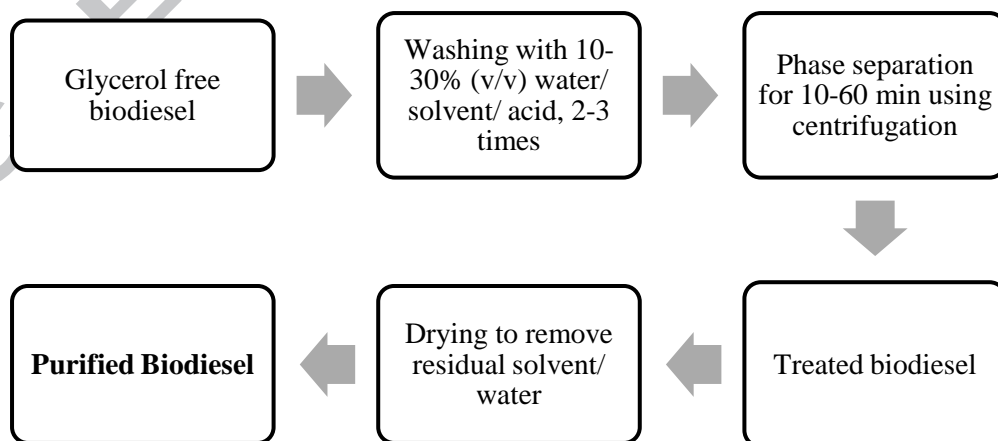 Glycerol free
biodiesel
Washing with 10-
30% (v/v) water/
solvent/ acid, 2-3
times
Phase separation
for 10-60 min using
centrifugation
Treated biodiesel
Drying to remove
residual solvent/
water
Purified Biodiesel